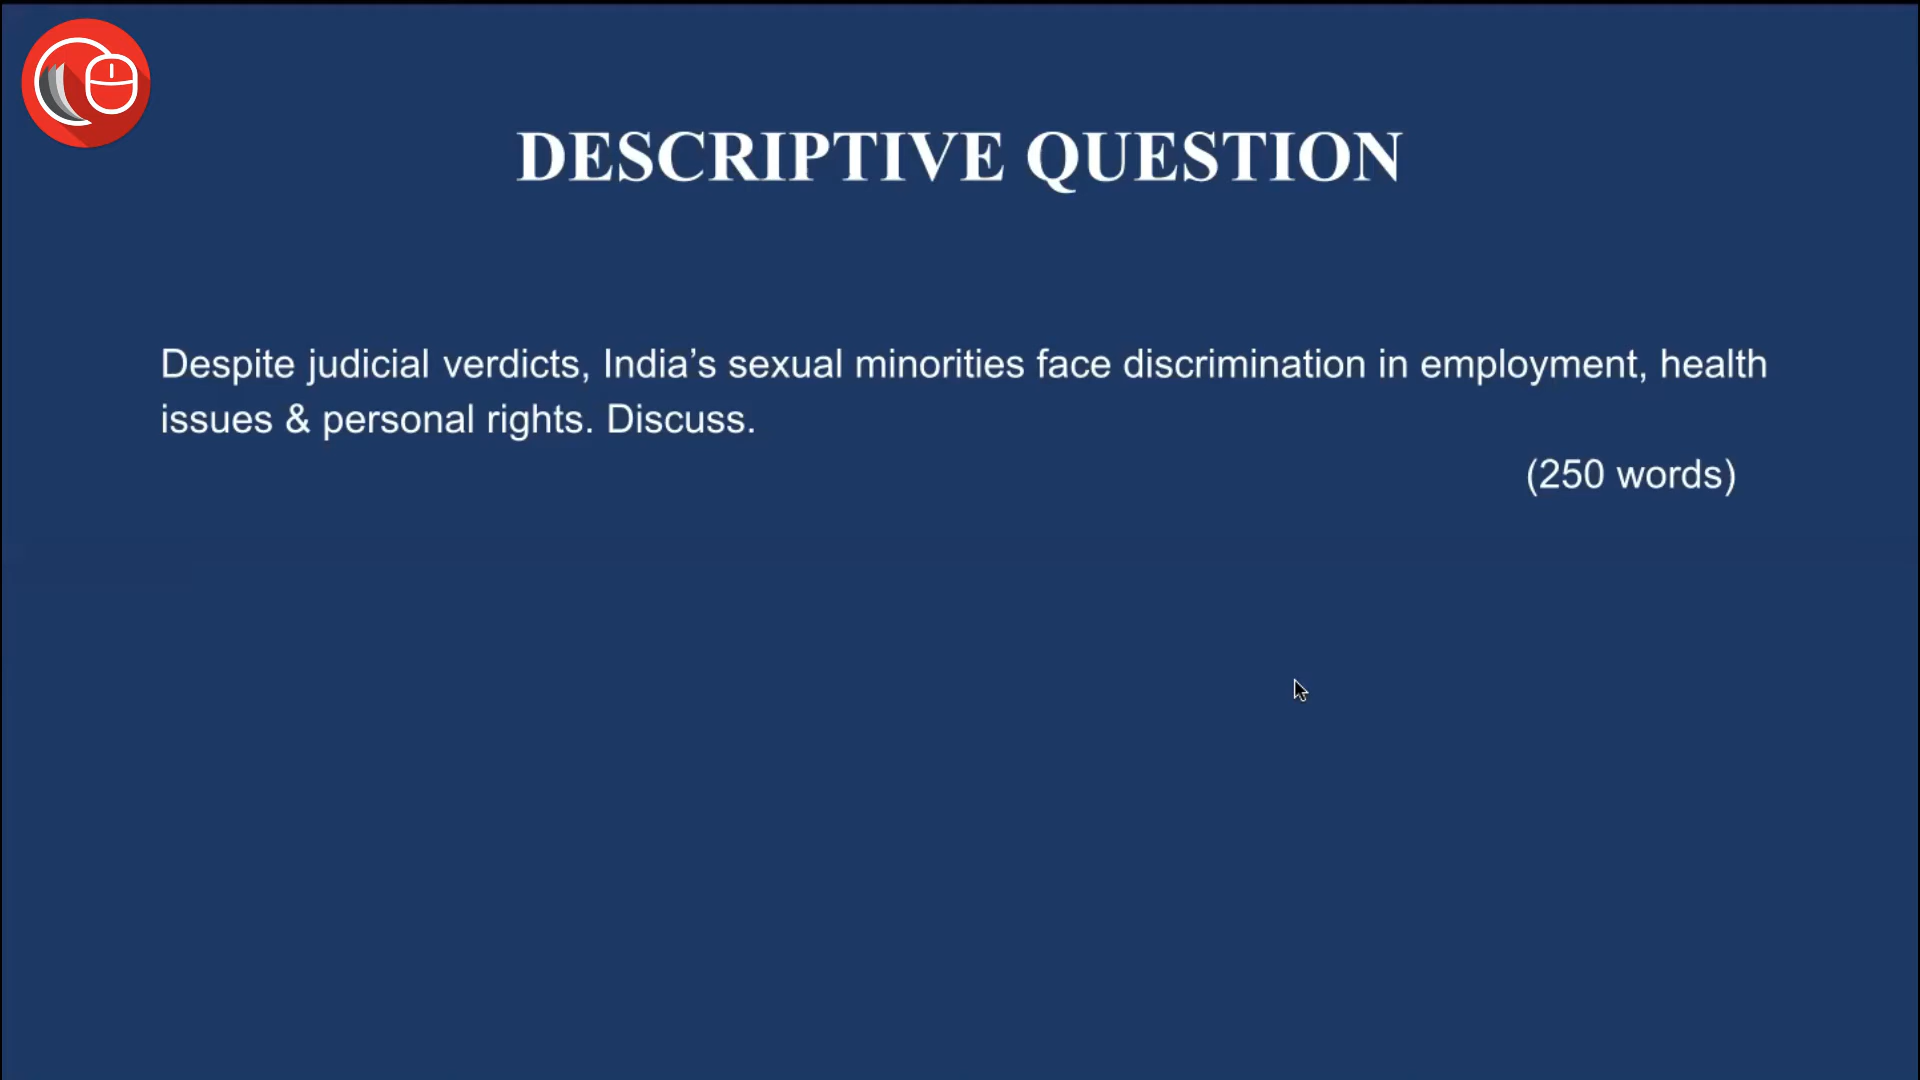 DESCRIPTIVE QUESTION
Despite judicial verdicts, India’s sexual minorities face discrimination in employment, health
issues & personal rights. Discuss.
(250 words)